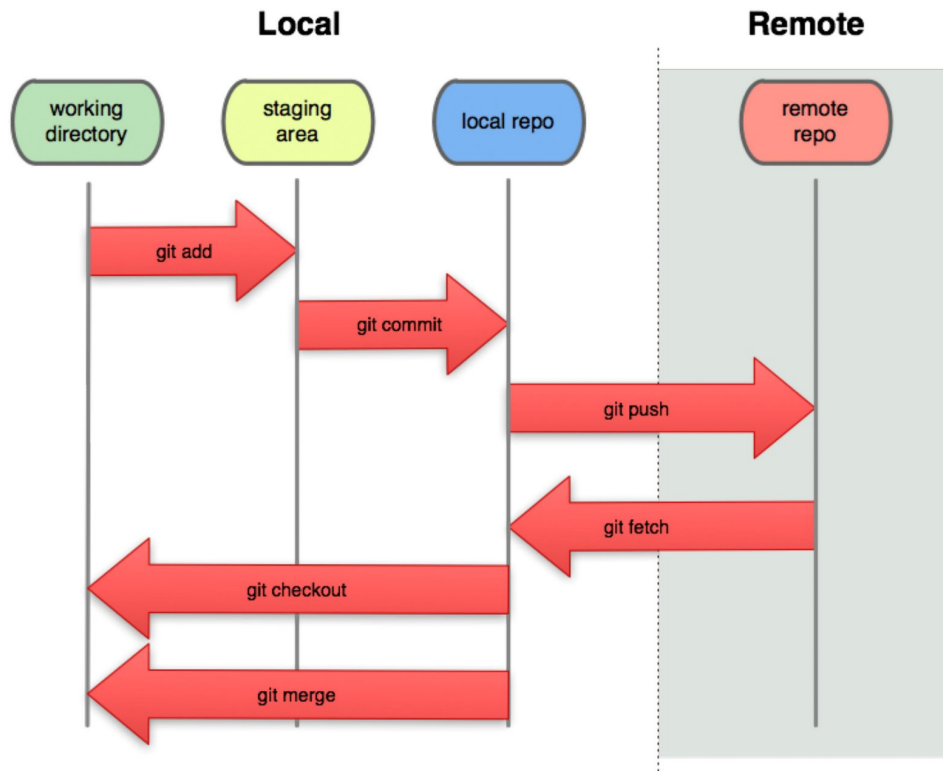 Local
Remote
working
directory
staging
area
local repo
remote
repo
git add
git commit
git push
git fetch
git checkout
git merge